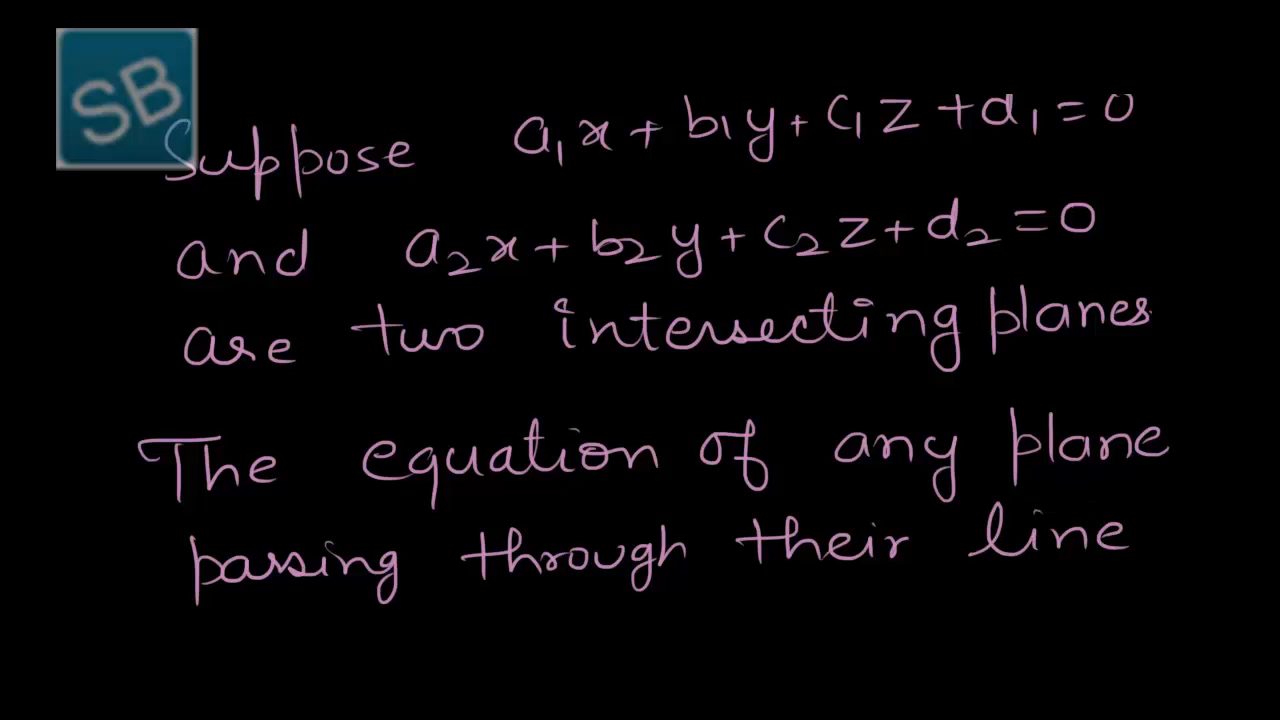 SB
Suppose a₁x + b₁y + c₁z + d₁ = 0
and a₂x + b₂y + c₂z + d₂ = 0
are two intersecting planes
The equation of any plane
passing through their line